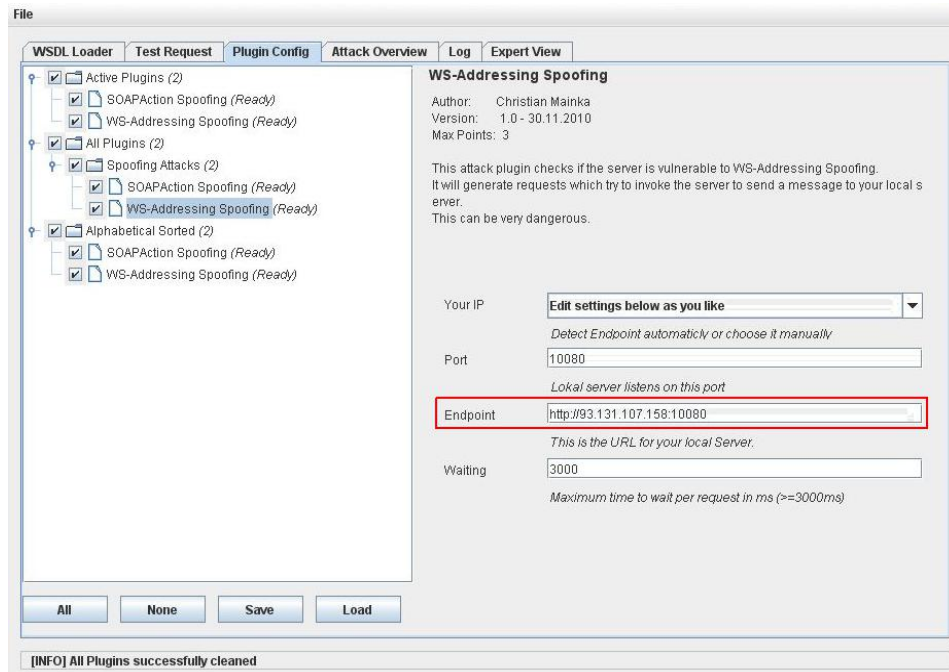 File
WSDL Loader Test Request Plugin Config Attack Overview Log Expert View
Active Plugins (2)
SOAPAction Spoofing (Ready)
WS-Addressing Spoofing (Ready)
All Plugins (2)
Spoofing Attacks (2)
SOAPAction Spoofing (Ready)
WS-Addressing Spoofing (Ready)
Alphabetical Sorted (2)
SOAPAction Spoofing (Ready)
WS-Addressing Spoofing (Ready)
All None Save Load
WS-Addressing Spoofing
Author: Christian Mainka
Version: 1.0 - 30.11.2010
Max Points: 3
This attack plugin checks if the server is vulnerable to WS-Addressing Spoofing.
It will generate requests which try to invoke the server to send a message to your local s
erver.
This can be very dangerous.
Your IP Edit settings below as you like
Detect Endpoint automaticly or choose it manually
Port 10080
Lokal server listens on this port
Endpoint http://93.131.107.158:10080
This is the URL for your local Server.
Waiting 3000
Maximum time to wait per request in ms (>=3000ms)
[INFO] All Plugins successfully cleaned